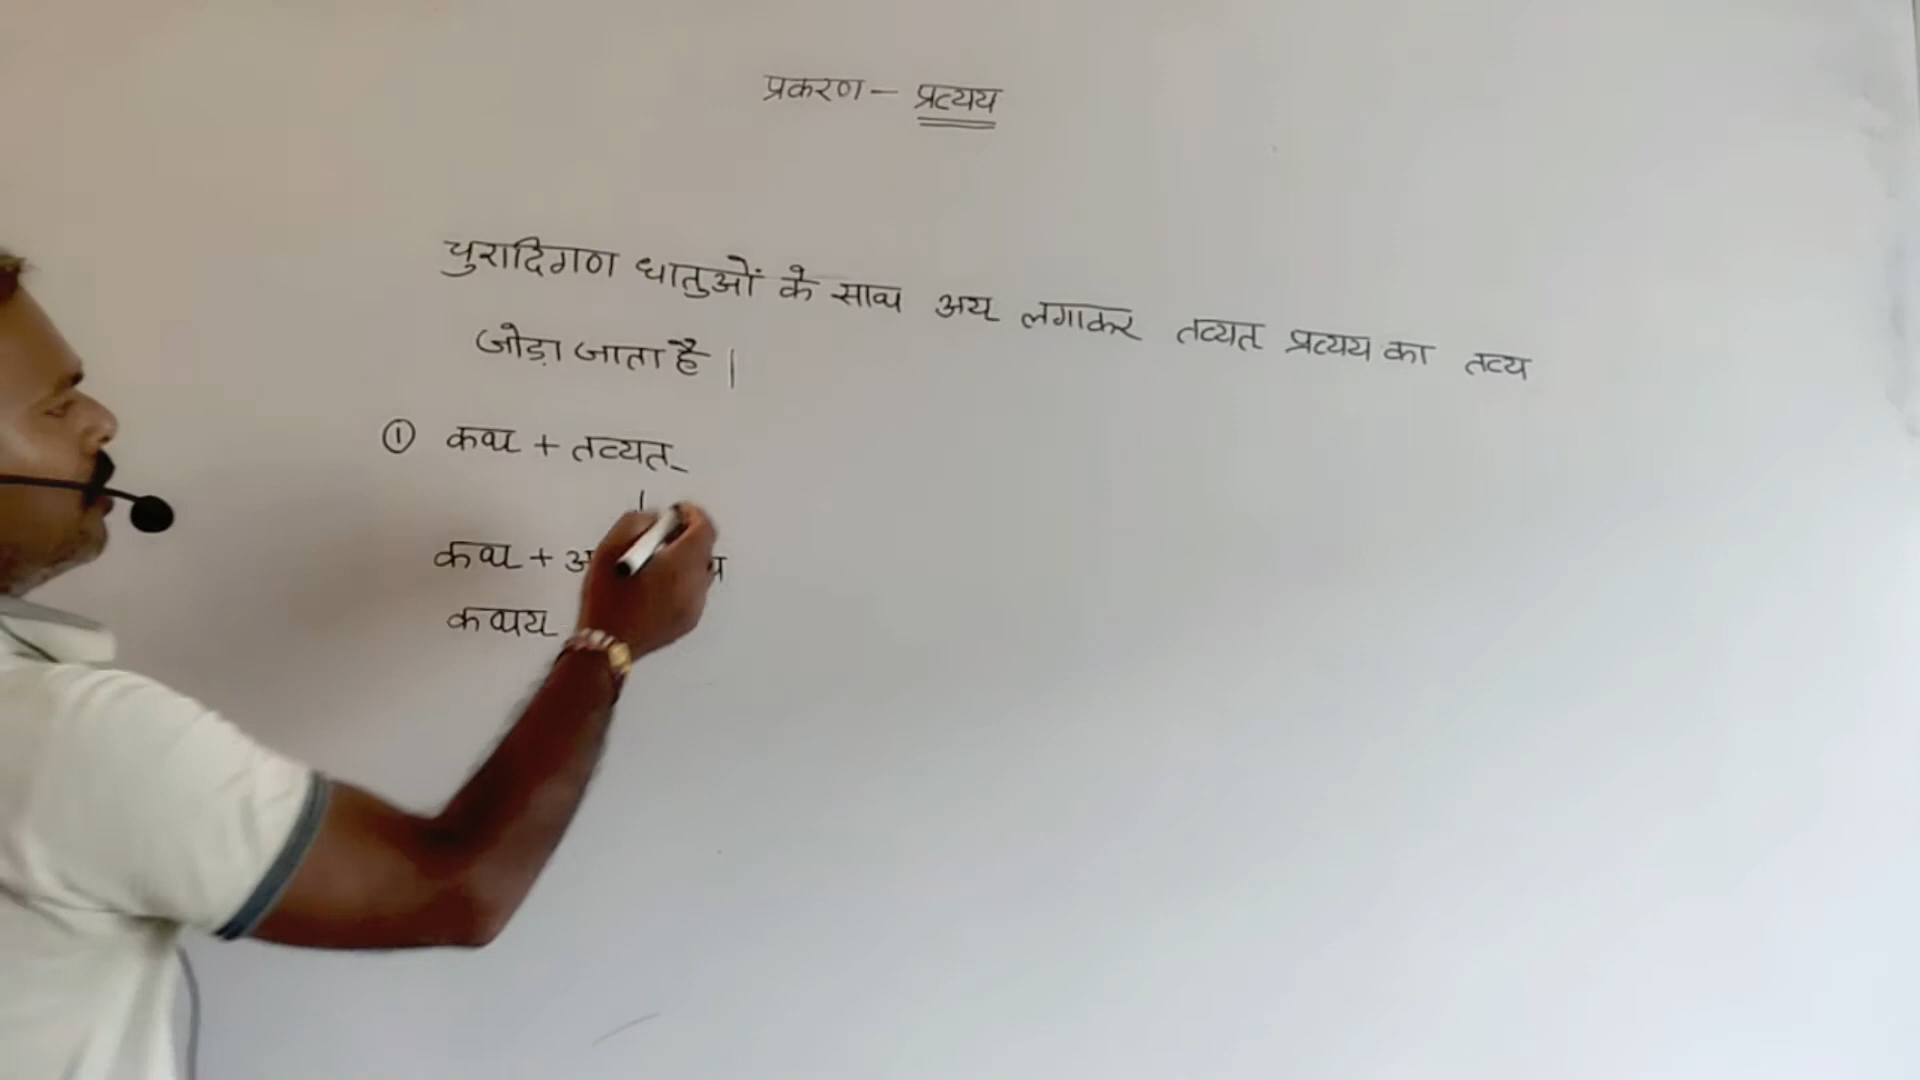 प्रकरण – प्रत्यय
चुरादिगण धातुओं के साथ अय् लगाकर तव्यत् प्रत्यय का तव्य
जोड़ा जाता है |
① कथ् + तव्यत्
कथ् +
कथय्